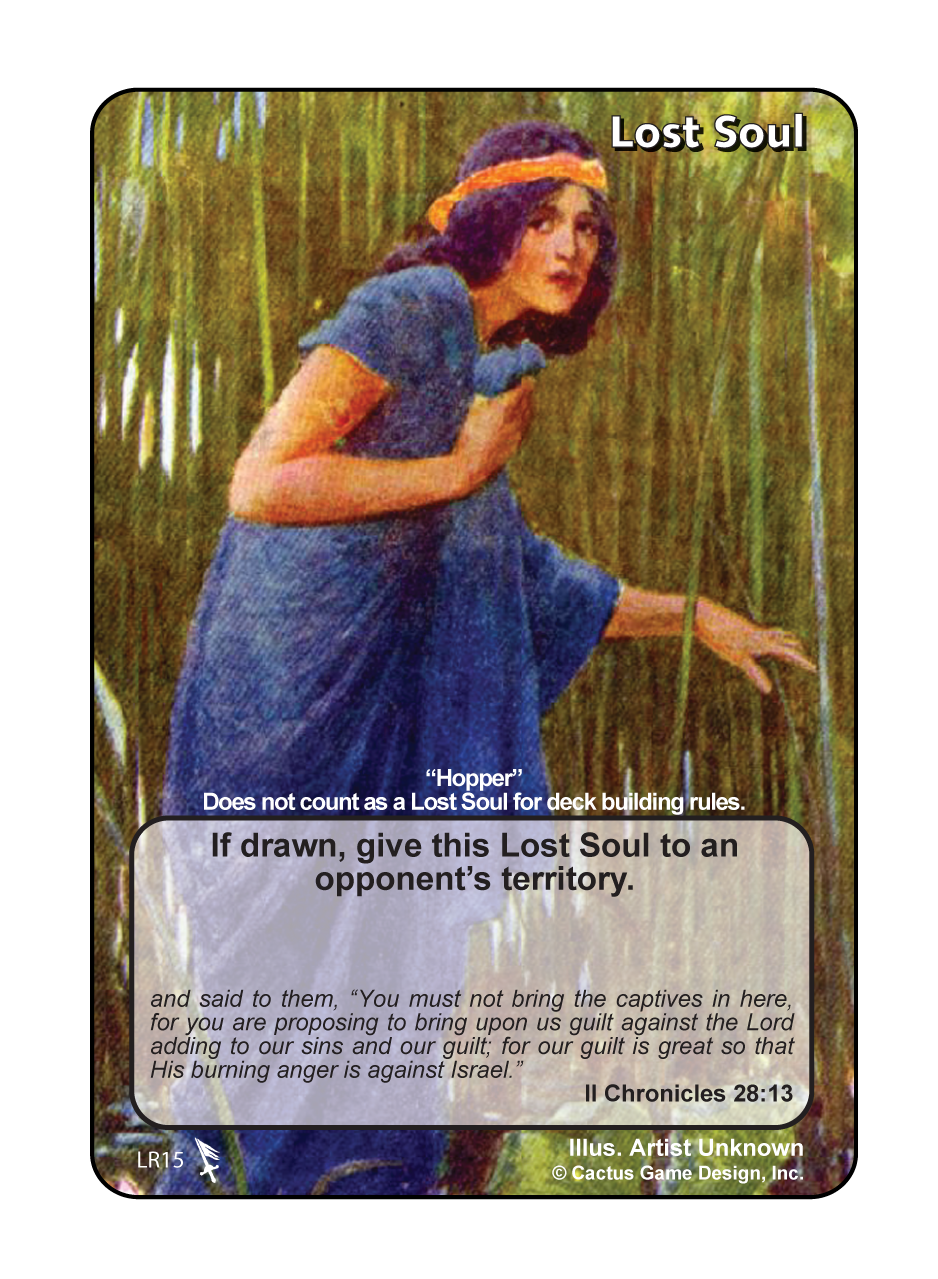 Lost Soul
“Hopper”
Does not count as a Lost Soul for deck building rules.
If drawn, give this Lost Soul to an
opponent’s territory.
and said to them, “You must not bring the captives in here,
for you are proposing to bring upon us guilt against the Lord
adding to our sins and our guilt; for our guilt is great so that
His burning anger is against Israel.”
II Chronicles 28:13
LR15
Illus. Artist Unknown
© Cactus Game Design, Inc.